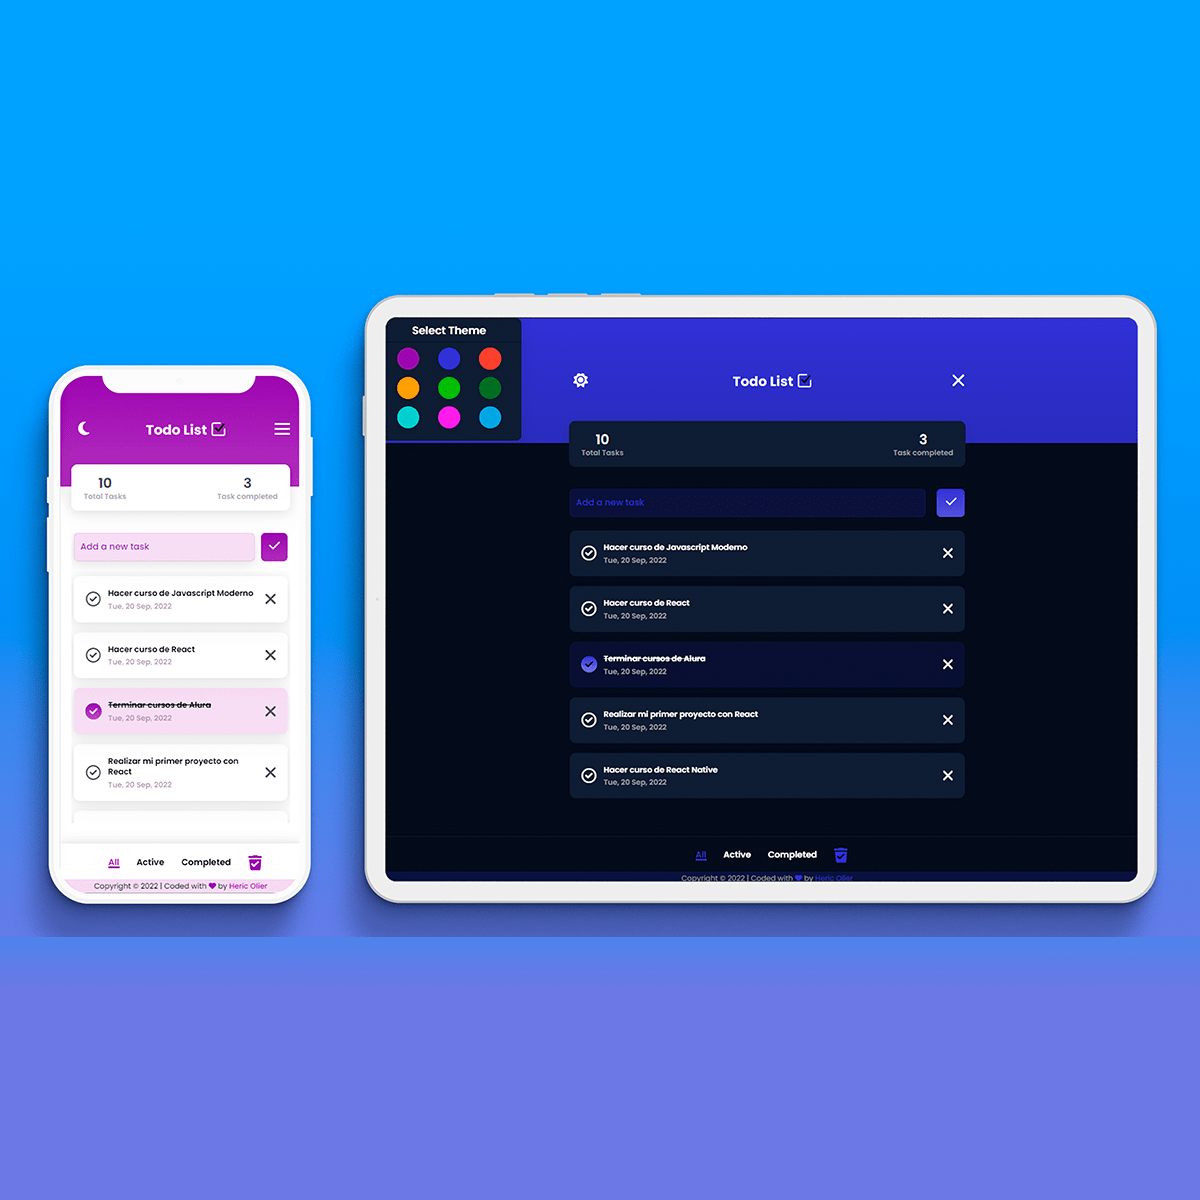 Todo List
10
3
Total Tasks
Task completed
Add a new task
Hacer curso de Javascript Moderno
Tue, 20 Sep, 2022
Hacer curso de React
Tue, 20 Sep, 2022
Terminar cursos de Alura
Tue, 20 Sep, 2022
Realizar mi primer proyecto con
React
Tue, 20 Sep, 2022
All Active Completed
Copyright © 2022 | Coded with ❤ by Heric Olier
Select Theme
Todo List
10
3
Total Tasks
Task completed
Add a new task
Hacer curso de Javascript Moderno
Tue, 20 Sep, 2022
Hacer curso de React
Tue, 20 Sep, 2022
Terminar cursos de Alura
Tue, 20 Sep, 2022
Realizar mi primer proyecto con React
Tue, 20 Sep, 2022
Hacer curso de React Native
Tue, 20 Sep, 2022
All Active Completed
Copyright © 2022 | Coded with ❤ by Heric Olier